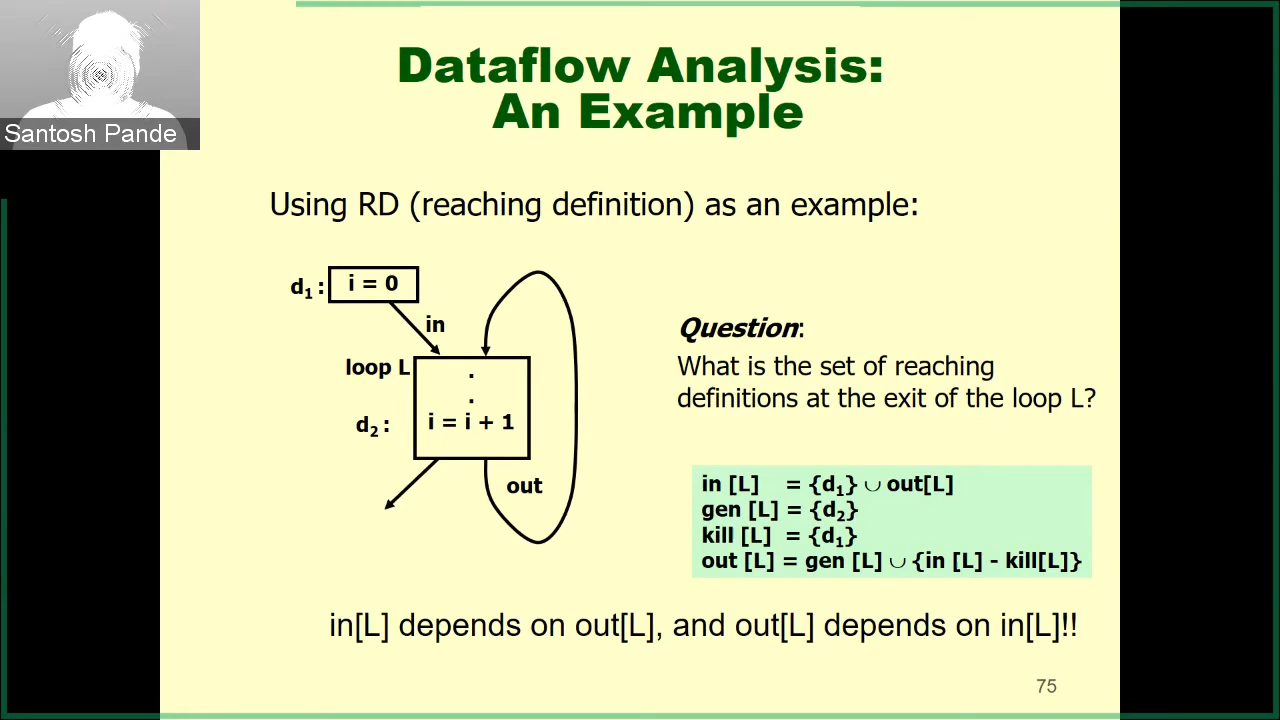 Santosh Pande
Dataflow Analysis:
An Example
Using RD (reaching definition) as an example:
d1 :
i = 0
in
loop L
.
.
d2 :
i = i + 1
out
Question:
What is the set of reaching
definitions at the exit of the loop L?
in [L] = {d1} ∪ out[L]
gen [L] = {d2}
kill [L] = {d1}
out [L] = gen [L] ∪ {in [L] - kill[L]}
in[L] depends on out[L], and out[L] depends on in[L]!!
75